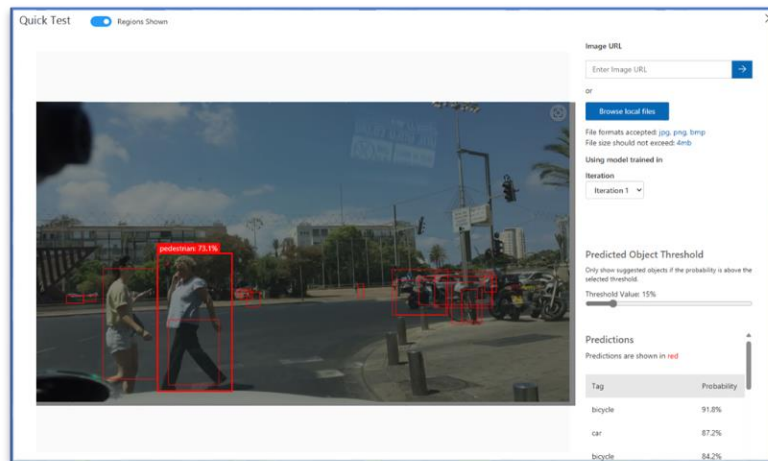 Quick Test
Regions Shown
Image URL
Enter Image URL
or
Browse local files
File formats accepted: jpg, png, bmp
File size should not exceed: 4mb
Using model trained in
Iteration
Iteration 1
pedestrian: 73.1%
Predicted Object Threshold
Only show suggested objects if the probability is above the
selected threshold.
Threshold Value: 15%
Predictions
Predictions are shown in red
Tag Probability
bicycle 91.8%
car 87.2%
bicycle 84.2%